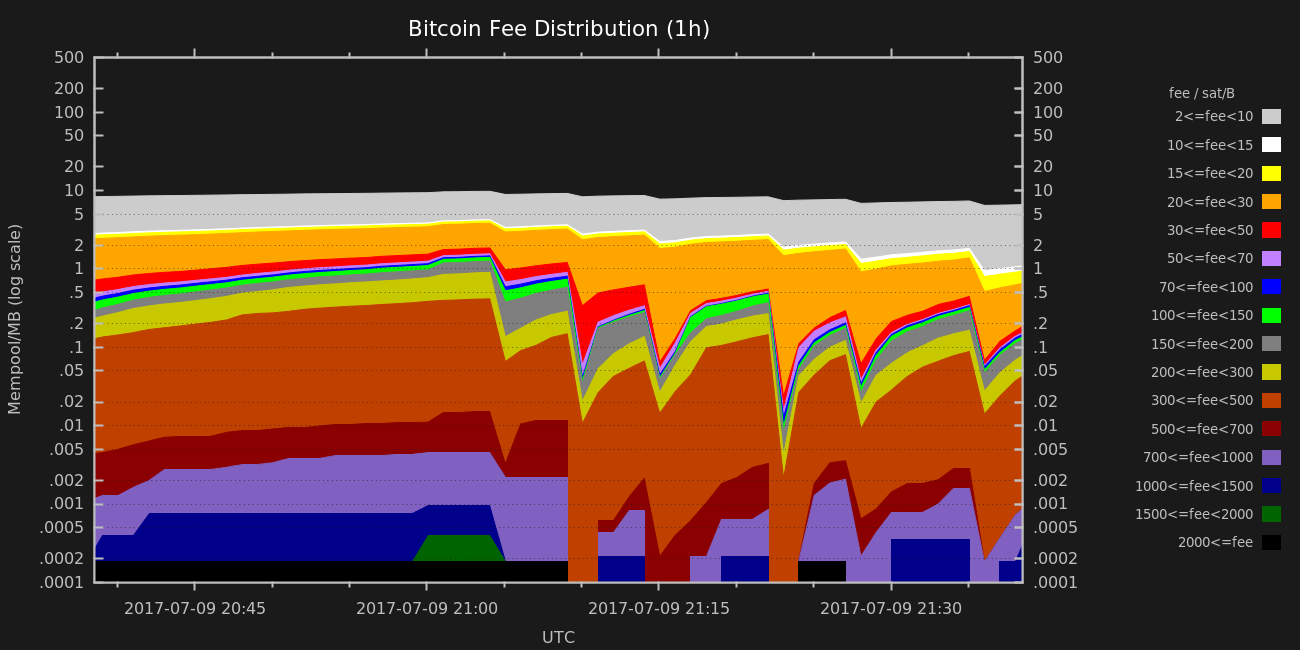 Bitcoin Fee Distribution (1h)
500 500
200 200
100 100
50 50
20 20
10 10
5 5
2 2
1 1
.5 .5
.2 .2
.1 .1
.05 .05
.02 .02
.01 .01
.005 .005
.002 .002
.001 .001
.0005 .0005
.0002 .0002
.0001 .0001
Mempool/MB (log scale)
2017-07-09 20:45 2017-07-09 21:00 2017-07-09 21:15 2017-07-09 21:30
UTC
fee / sat/B
2<=fee<10
10<=fee<15
15<=fee<20
20<=fee<30
30<=fee<50
50<=fee<70
70<=fee<100
100<=fee<150
150<=fee<200
200<=fee<300
300<=fee<500
500<=fee<700
700<=fee<1000
1000<=fee<1500
1500<=fee<2000
2000<=fee